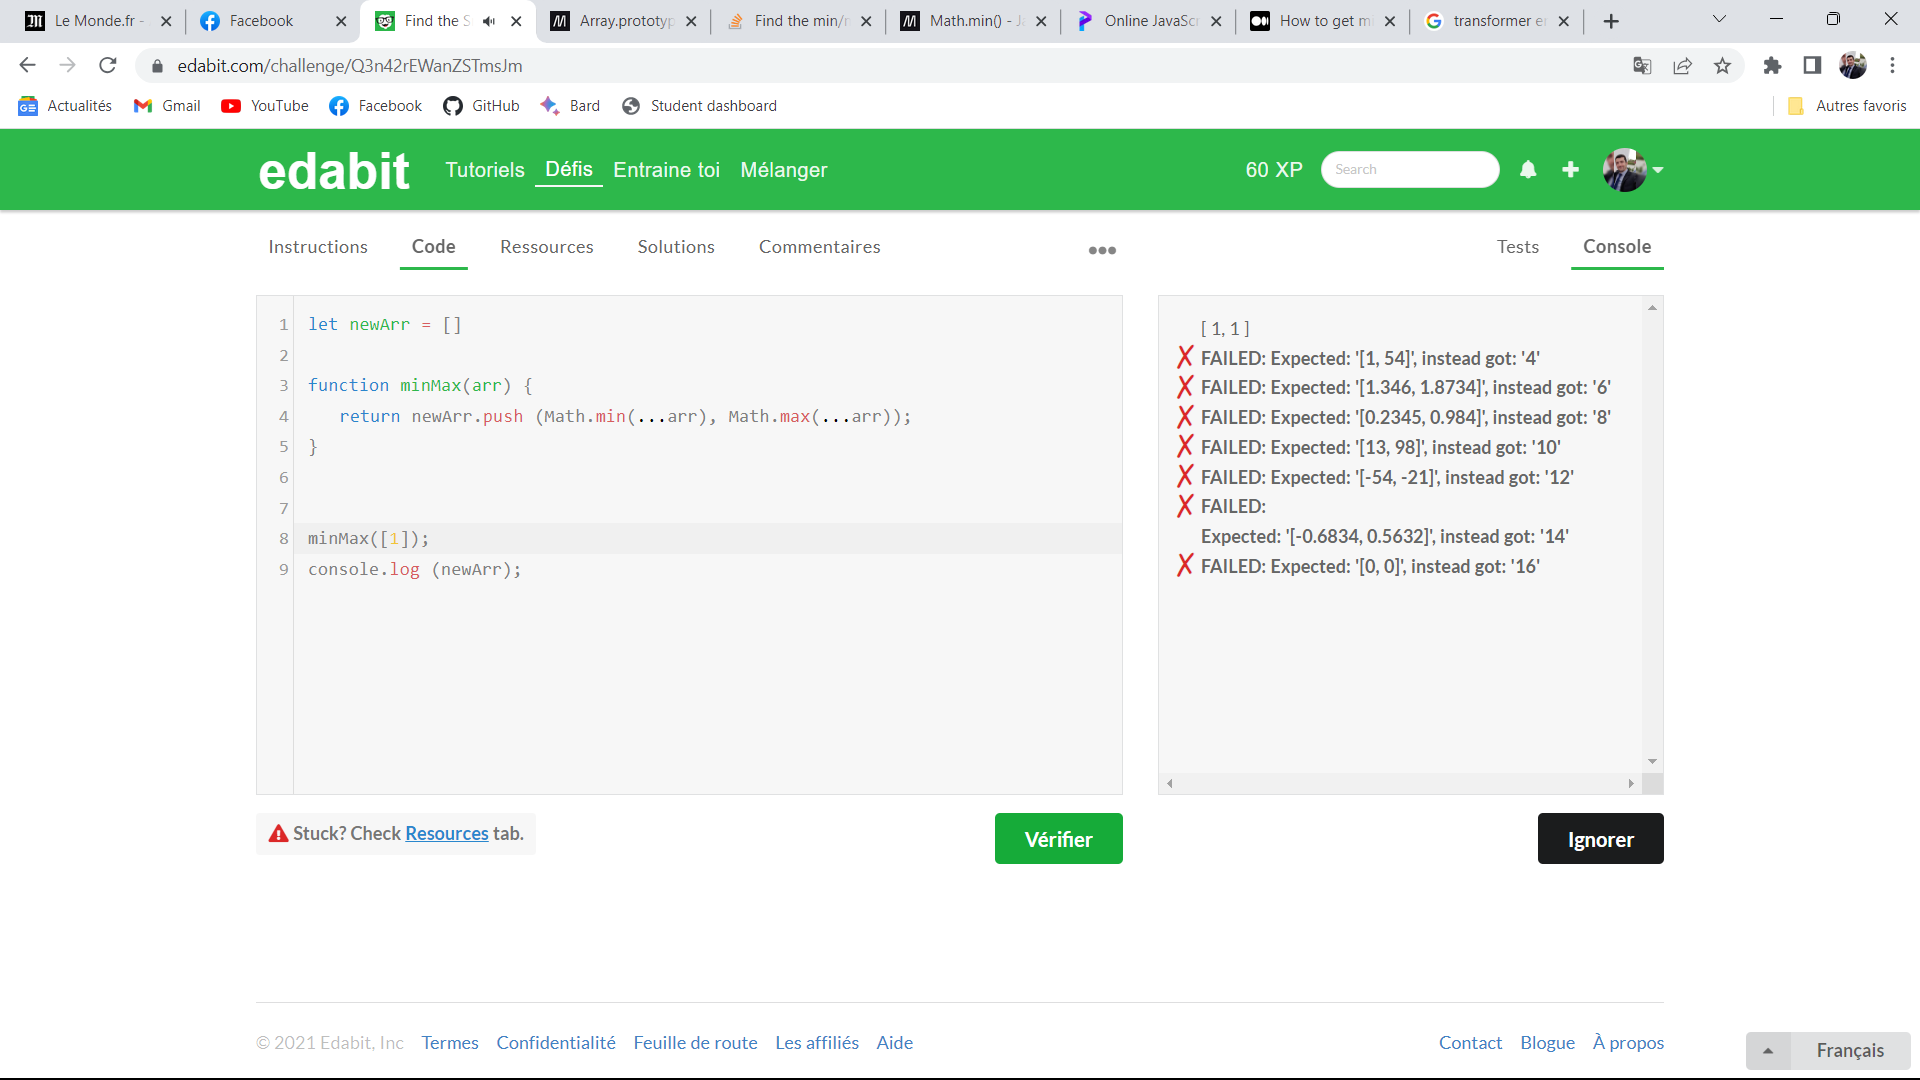 Le Monde.fr -
Facebook
Find the S
Array.prototyp
Find the min/m
Math.min() - Ja
Online JavaScr
How to get mi
transformer en
edabit.com/challenge/Q3n42rEWanZSTmsJm
Actualités
Gmail
YouTube
Facebook
GitHub
Bard
Student dashboard
Autres favoris
edabit
Tutoriels
Défis
Entraine toi
Mélanger
60 XP
Search
Instructions
Code
Ressources
Solutions
Commentaires
Tests
Console
1 let newArr = []
2
3 function minMax(arr) {
4 return newArr.push (Math.min(...arr), Math.max(...arr));
5 }
6
7
8 minMax([1]);
9 console.log (newArr);
[ 1, 1 ]
FAILED: Expected: '[1, 54]', instead got: '4'
FAILED: Expected: '[1.346, 1.8734]', instead got: '6'
FAILED: Expected: '[0.2345, 0.984]', instead got: '8'
FAILED: Expected: '[13, 98]', instead got: '10'
FAILED: Expected: '[-54, -21]', instead got: '12'
FAILED:
Expected: '[-0.6834, 0.5632]', instead got: '14'
FAILED: Expected: '[0, 0]', instead got: '16'
Stuck? Check Resources tab.
Vérifier
Ignorer
© 2021 Edabit, Inc
Termes
Confidentialité
Feuille de route
Les affiliés
Aide
Contact
Blogue
À propos
Français